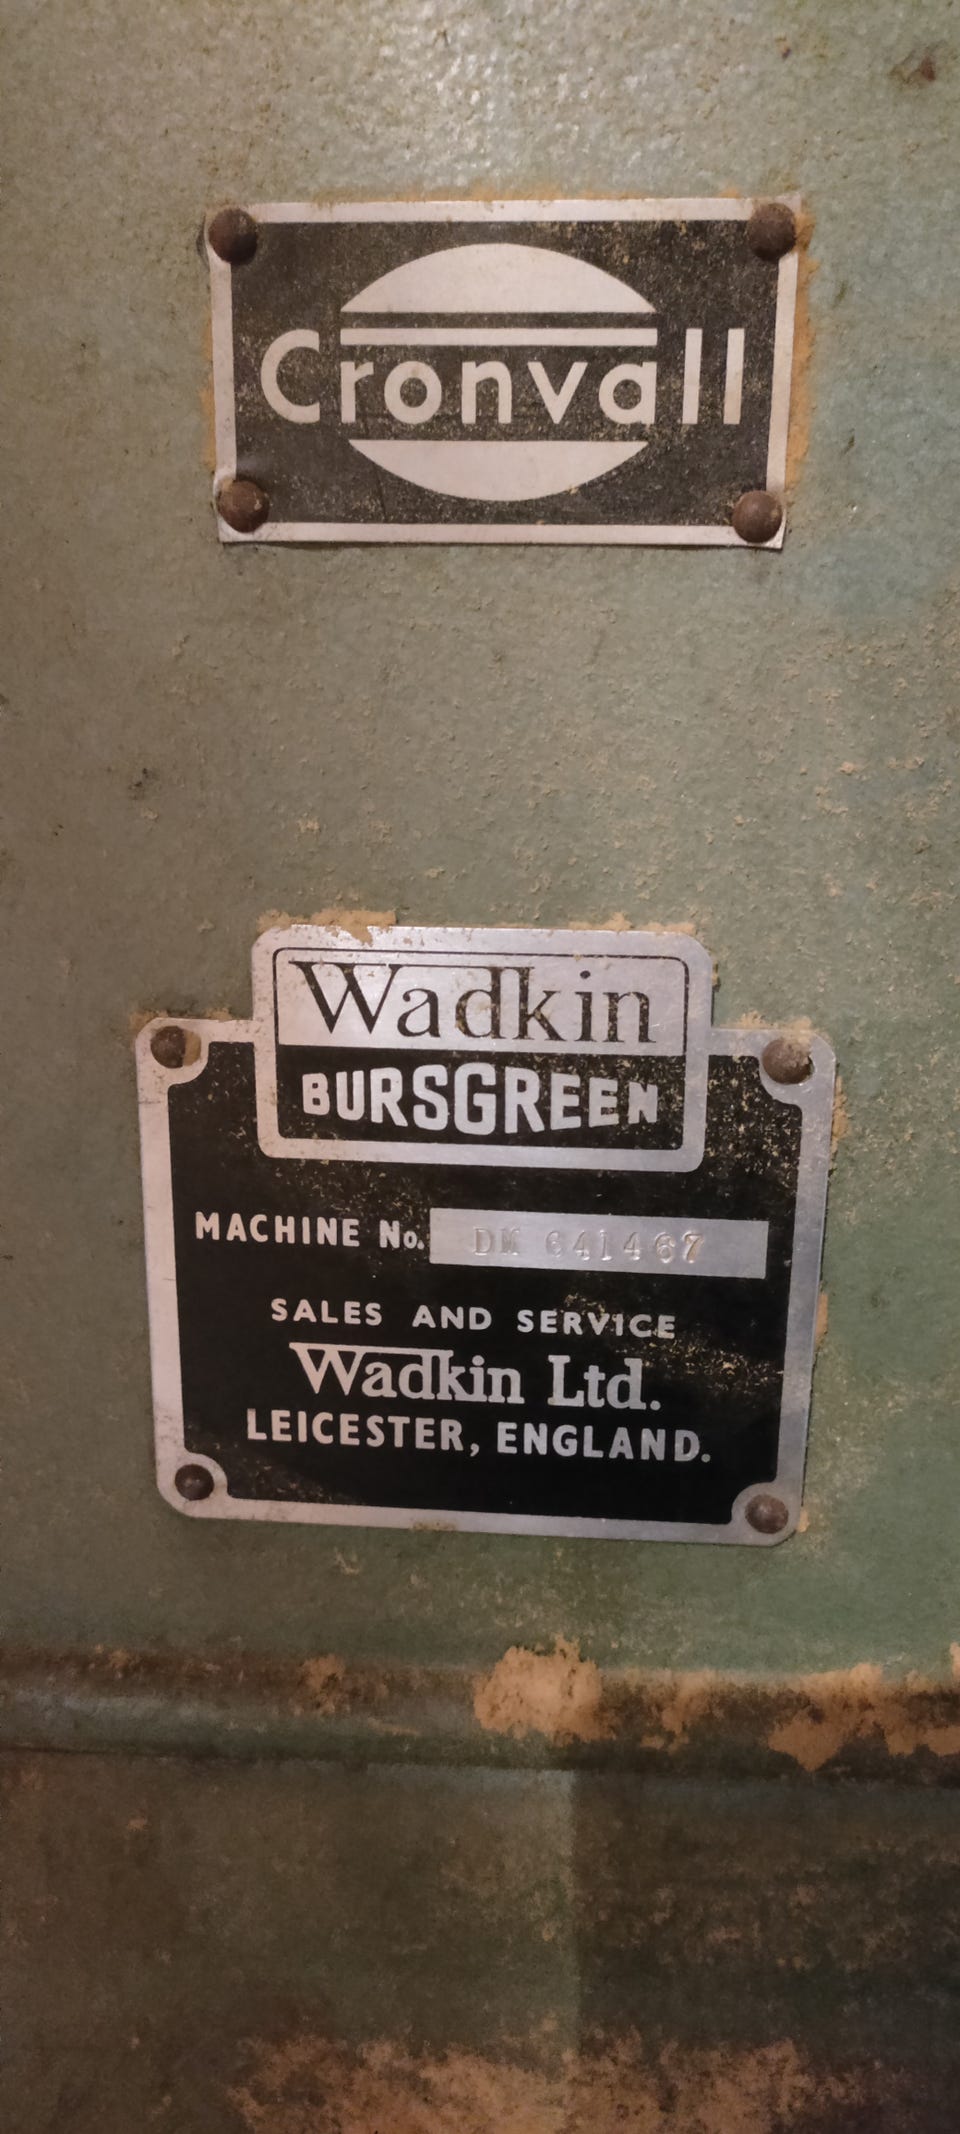 Cronvall
Wadkin
BURSGREEN
MACHINE No. DM 641467
SALES AND SERVICE
Wadkin Ltd.
LEICESTER, ENGLAND.